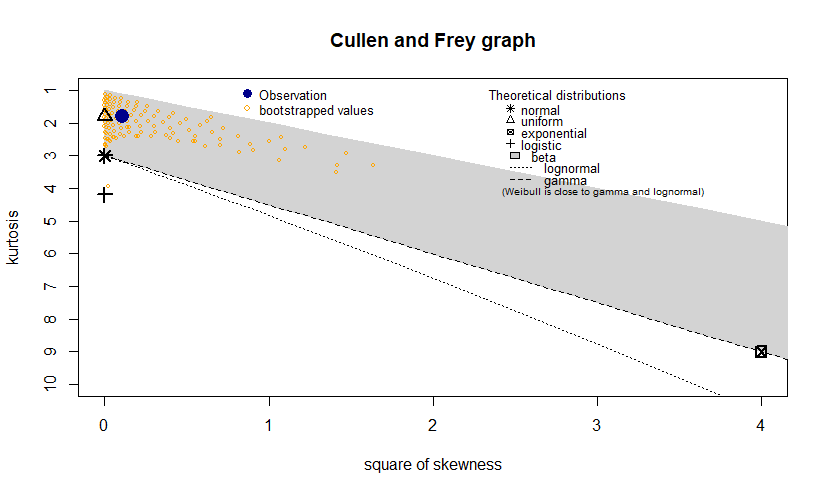 Cullen and Frey graph
Observation
bootstrapped values
Theoretical distributions
normal
uniform
exponential
logistic
beta
lognormal
gamma
(Weibull is close to gamma and lognormal)
kurtosis
1
2
3
4
5
6
7
8
9
10
0
1
2
3
4
square of skewness